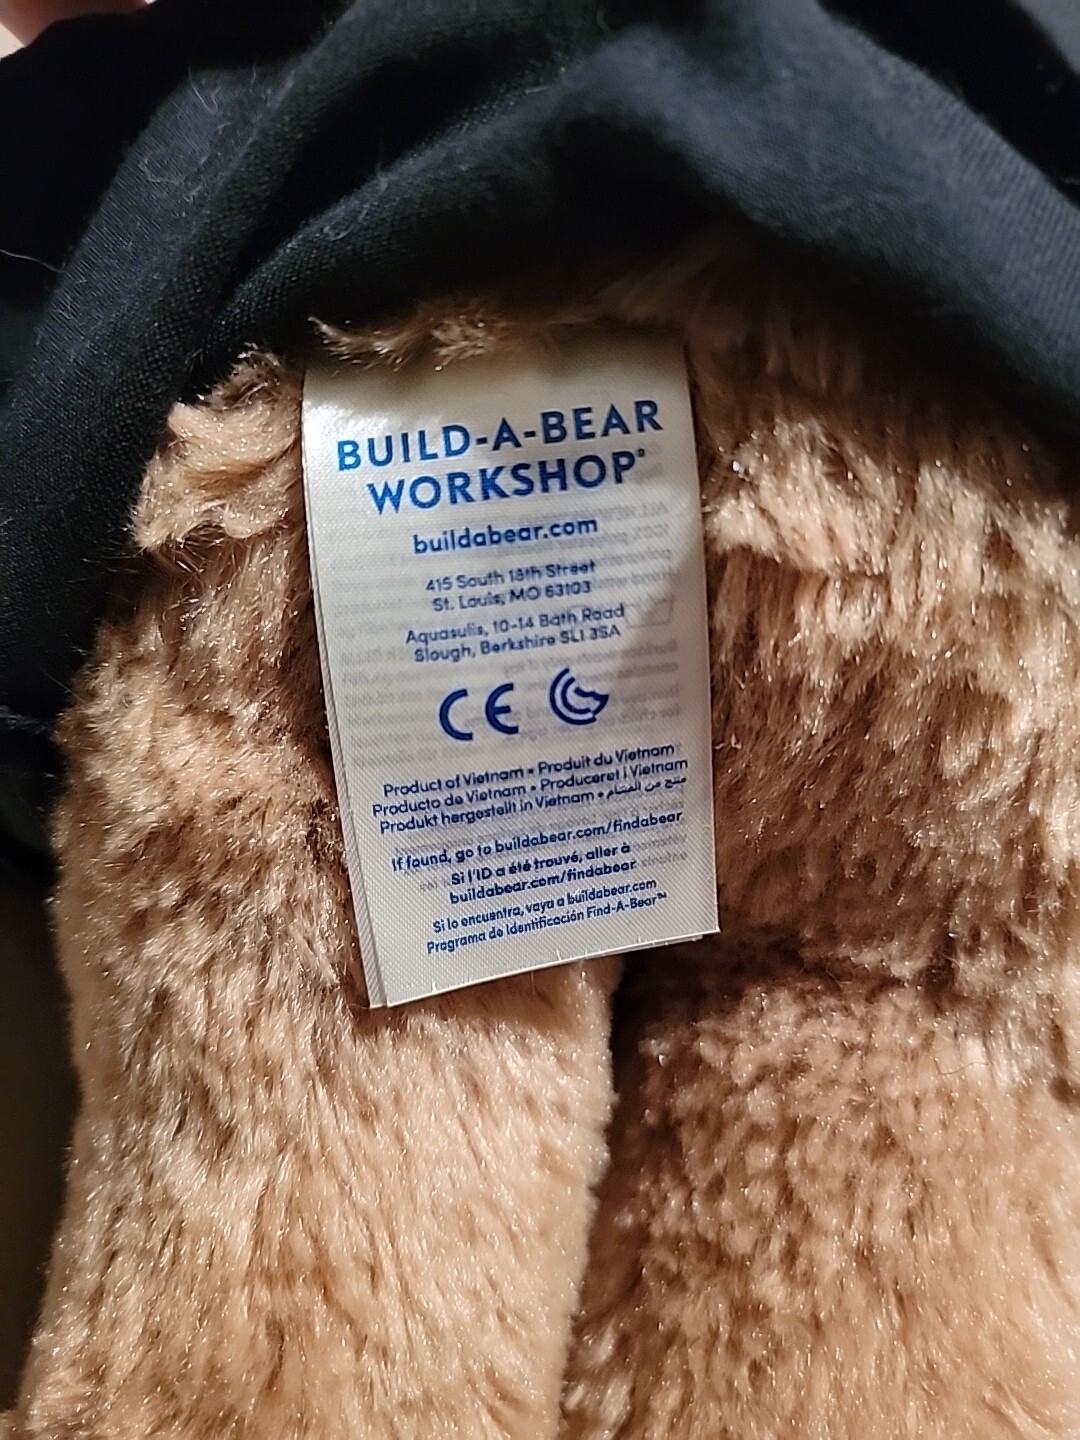 BUILD-A-BEAR
WORKSHOP®
buildabear.com
415 South 18th Street
St. Louis, MO 63103
Aquasulis, 10-14 Bath Road
Slough, Berkshire SL1 3SA
CE
Product of Vietnam • Produit du Vietnam
Producto de Vietnam • Produceret i Vietnam
Produkt hergestellt in Vietnam • منتج من الفيتنام
If found, go to buildabear.com/findabear
Si l'ID a été trouvé, aller à
buildabear.com/findabear
Si lo encuentra, vaya a buildabear.com
Programa de Identificación Find-A-Bear™